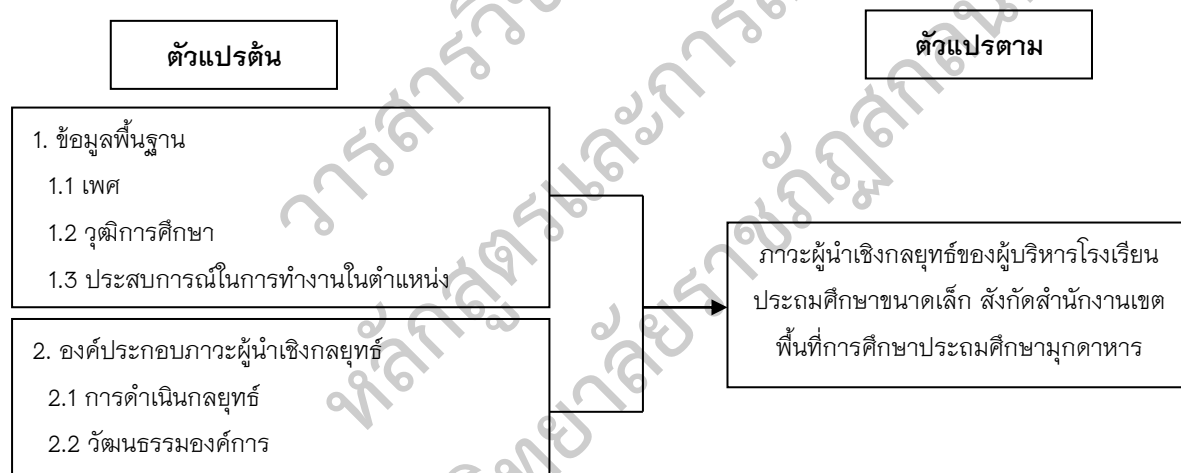 ตัวแปรต้น
ตัวแปรตาม
1. ข้อมูลพื้นฐาน
1.1 เพศ
1.2 วุฒิการศึกษา
1.3 ประสบการณ์ในการทำงานในตำแหน่ง
2. องค์ประกอบภาวะผู้นำเชิงกลยุทธ์
2.1 การดำเนินกลยุทธ์
2.2 วัฒนธรรมองค์การ
ภาวะผู้นำเชิงกลยุทธ์ของผู้บริหารโรงเรียน
ประถมศึกษาขนาดเล็ก สังกัดสำนักงานเขต
พื้นที่การศึกษาประถมศึกษามุกดาหาร